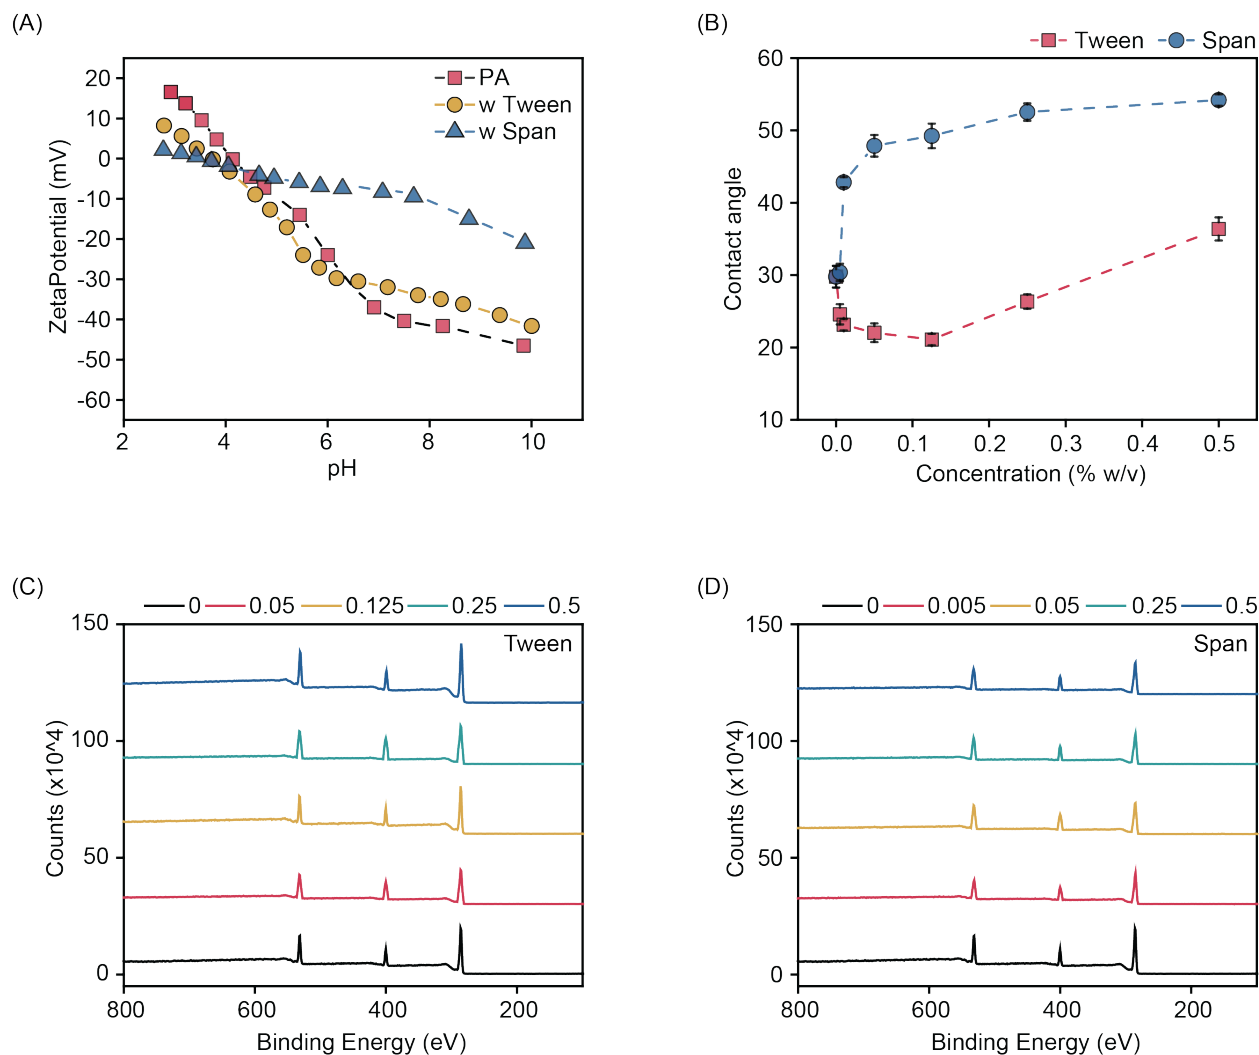 (A)
PA
w Tween
w Span
20
10
0
-10
-20
-30
-40
-50
-60
ZetaPotential (mV)
2 4 6 8 10
pH
(B)
Tween Span
60
50
40
30
20
10
Contact angle
0.0 0.1 0.2 0.3 0.4 0.5
Concentration (% w/v)
(C)
0 0.05 0.125 0.25 0.5
Tween
150
100
50
0
Counts (x10^4)
800 600 400 200
Binding Energy (eV)
(D)
0 0.005 0.05 0.25 0.5
Span
150
100
50
0
Counts (x10^4)
800 600 400 200
Binding Energy (eV)